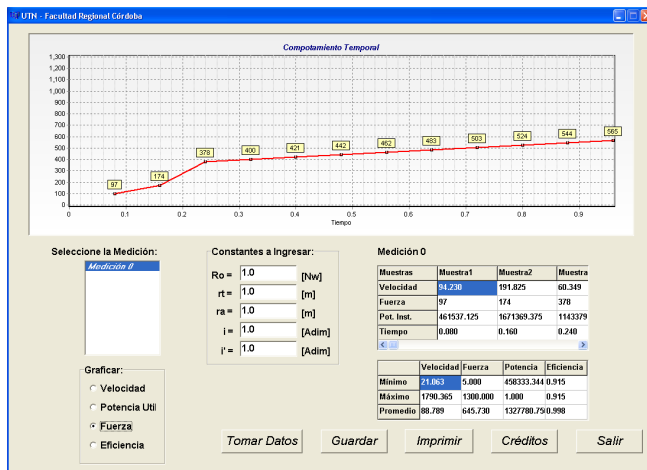 UTN - Facultad Regional Córdoba
Compotamiento Temporal
1,300
1,200
1,100
1,000
900
800
700
600
500
400
300
200
100
0
97
174
378
400
421
442
462
483
503
524
544
565
0 0.1 0.2 0.3 0.4 0.5 0.6 0.7 0.8 0.9
Tiempo
Seleccione la Medición:
Medición 0
Graficar:
Velocidad
Potencia Util
Fuerza
Eficiencia
Constantes a Ingresar:
Ro = 1.0 [Nw]
rt = 1.0 [m]
ra = 1.0 [m]
i = 1.0 [Adim]
i' = 1.0 [Adim]
Medición 0
Muestras Muestra1 Muestra2 Muestra
Velocidad 94.230 191.825 60.349
Fuerza 97 174 378
Pot. Inst. 461537.125 1671369.375 1143379
Tiempo 0.080 0.160 0.240
Velocidad Fuerza Potencia Eficiencia
Mínimo 21.063 5.000 458333.344 0.915
Máximo 1790.365 1300.000 1.000 0.915
Promedio 88.789 645.730 1327780.75 0.998
Tomar Datos Guardar Imprimir Créditos Salir